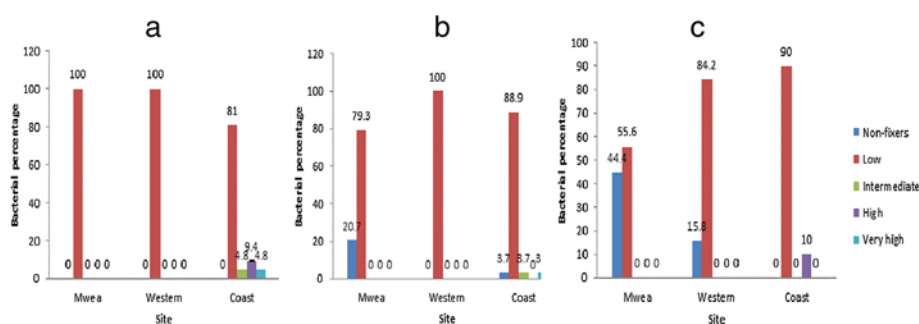 a
Bacterial percentage
120
100
80
60
40
20
0
100
0
0 0 0
100
0
0 0 0
81
0
4.8
9.4
4.8
Mwea
Western
Coast
Site
b
Bacterial percentage
120
100
80
60
40
20
0
20.7
79.3
0 0 0
100
0
0 0 0
3.7
88.9
3.7
0
Mwea
Western
Coast
Site
c
Bacterial percentage
100
90
80
70
60
50
40
30
20
10
0
44.4
55.6
0 0 0
15.8
84.2
0 0 0
0
90
0
10
0
Mwea
Western
Coast
Site
Non-fixers
Low
Intermediate
High
Very high